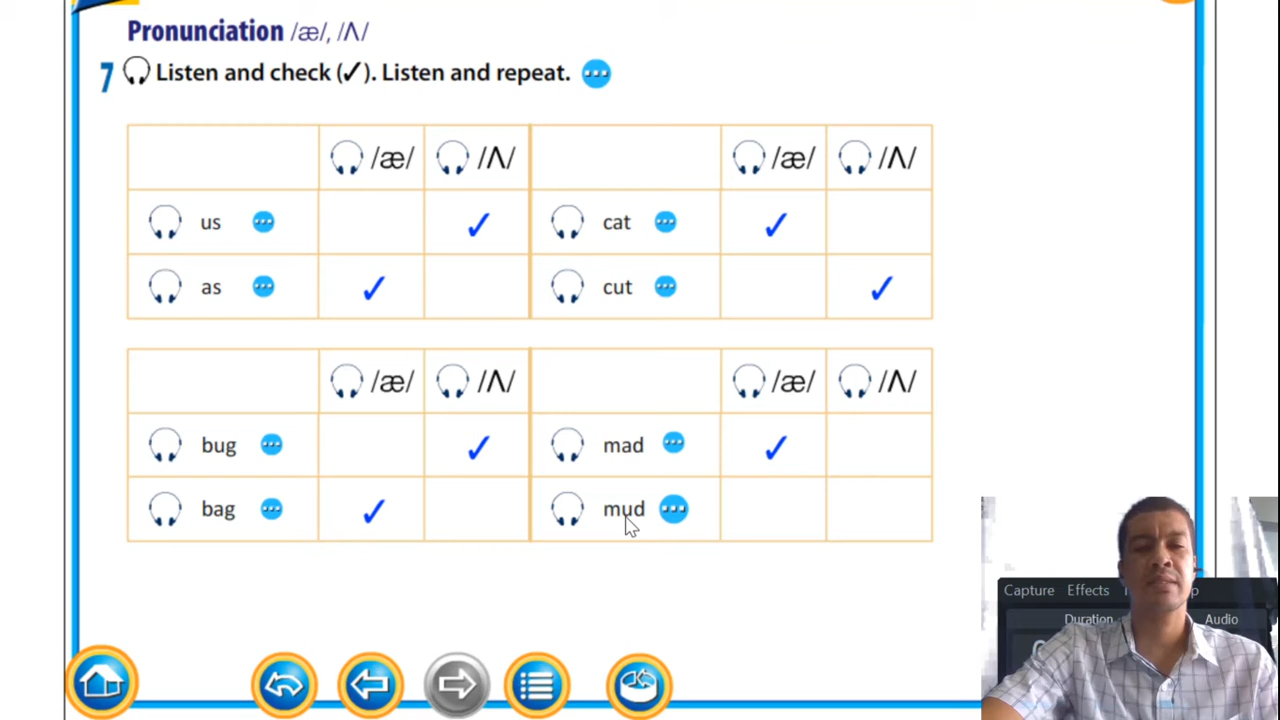 Pronunciation /æ/, /Λ/
7 Listen and check (✓). Listen and repeat.
/æ/ /Λ/ /æ/ /Λ/
us ✓ cat ✓
as ✓ cut ✓
/æ/ /Λ/ /æ/ /Λ/
bug ✓ mad ✓
bag ✓ mud
Capture Effects
Duration Audio